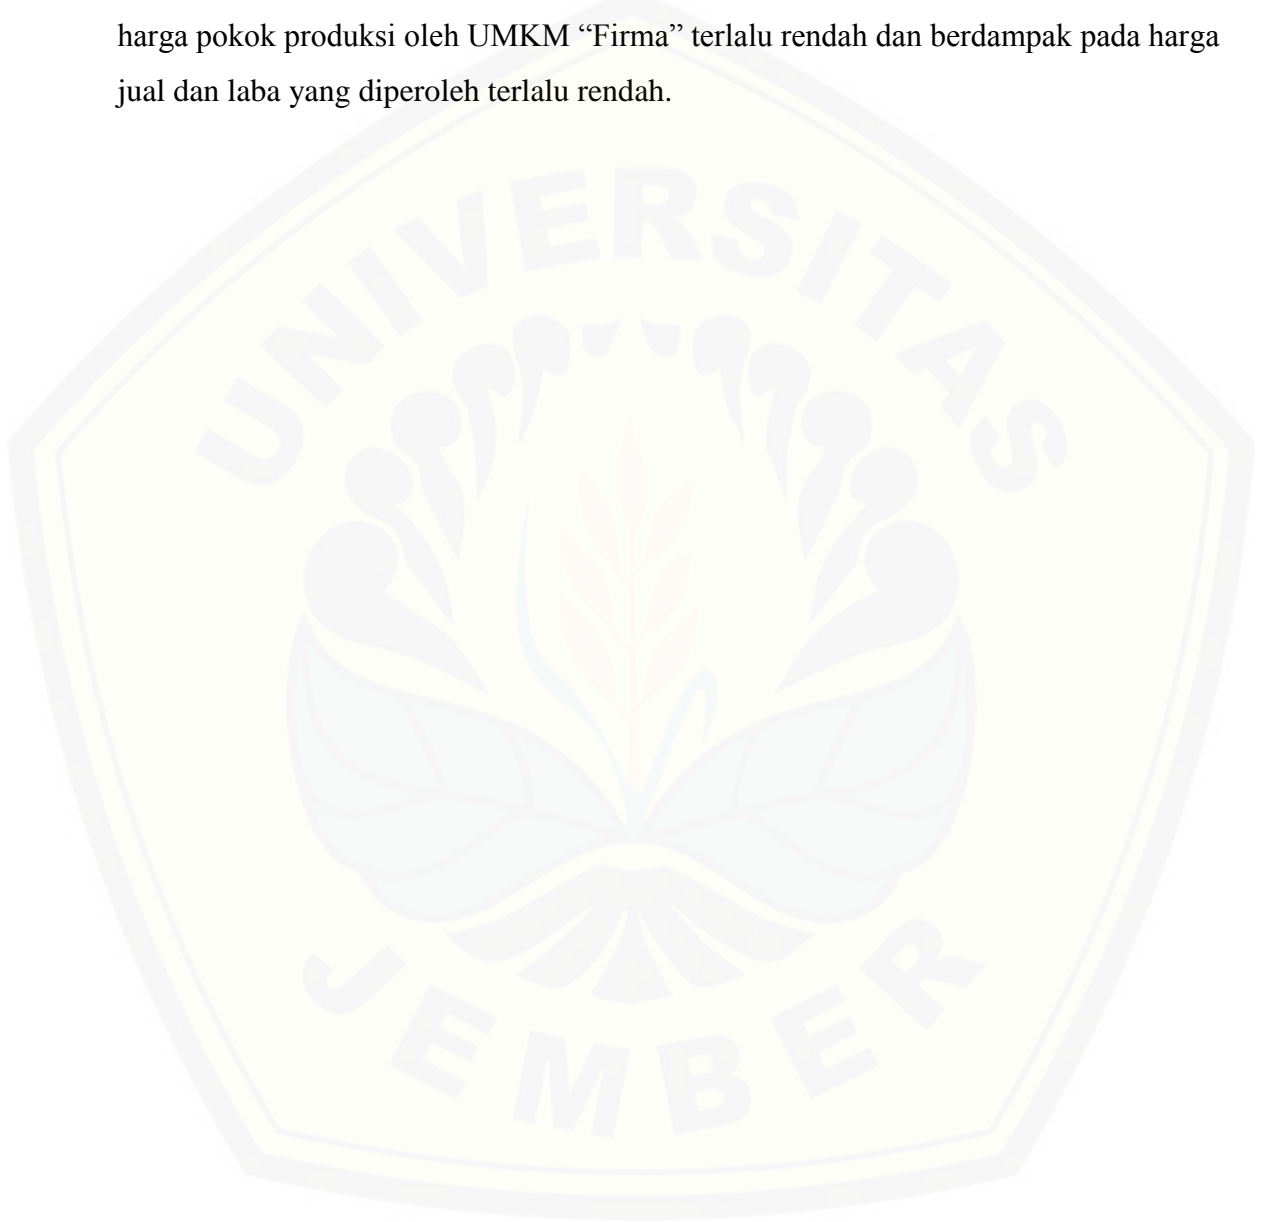 harga pokok produksi oleh UMKM “Firma” terlalu rendah dan berdampak pada harga
jual dan laba yang diperoleh terlalu rendah.
UNIVERSITAS
JEMBER